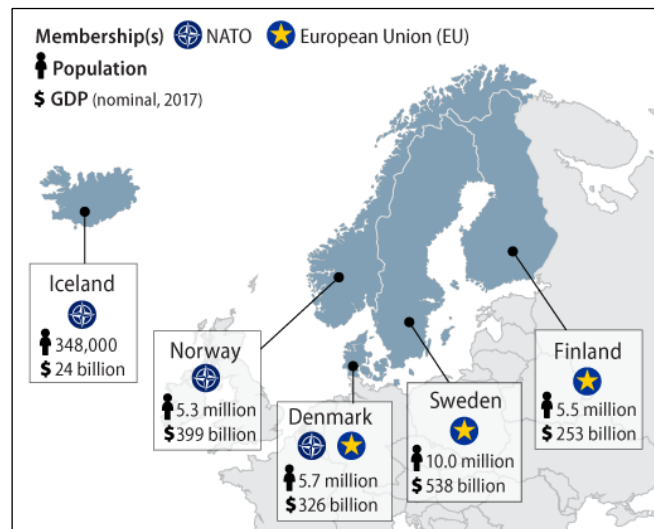 Membership(s) NATO European Union (EU)
Population
$ GDP (nominal, 2017)
Iceland
348,000
$ 24 billion
Norway
5.3 million
$399 billion
Denmark
5.7 million
$326 billion
Sweden
10.0 million
$538 billion
Finland
5.5 million
$253 billion